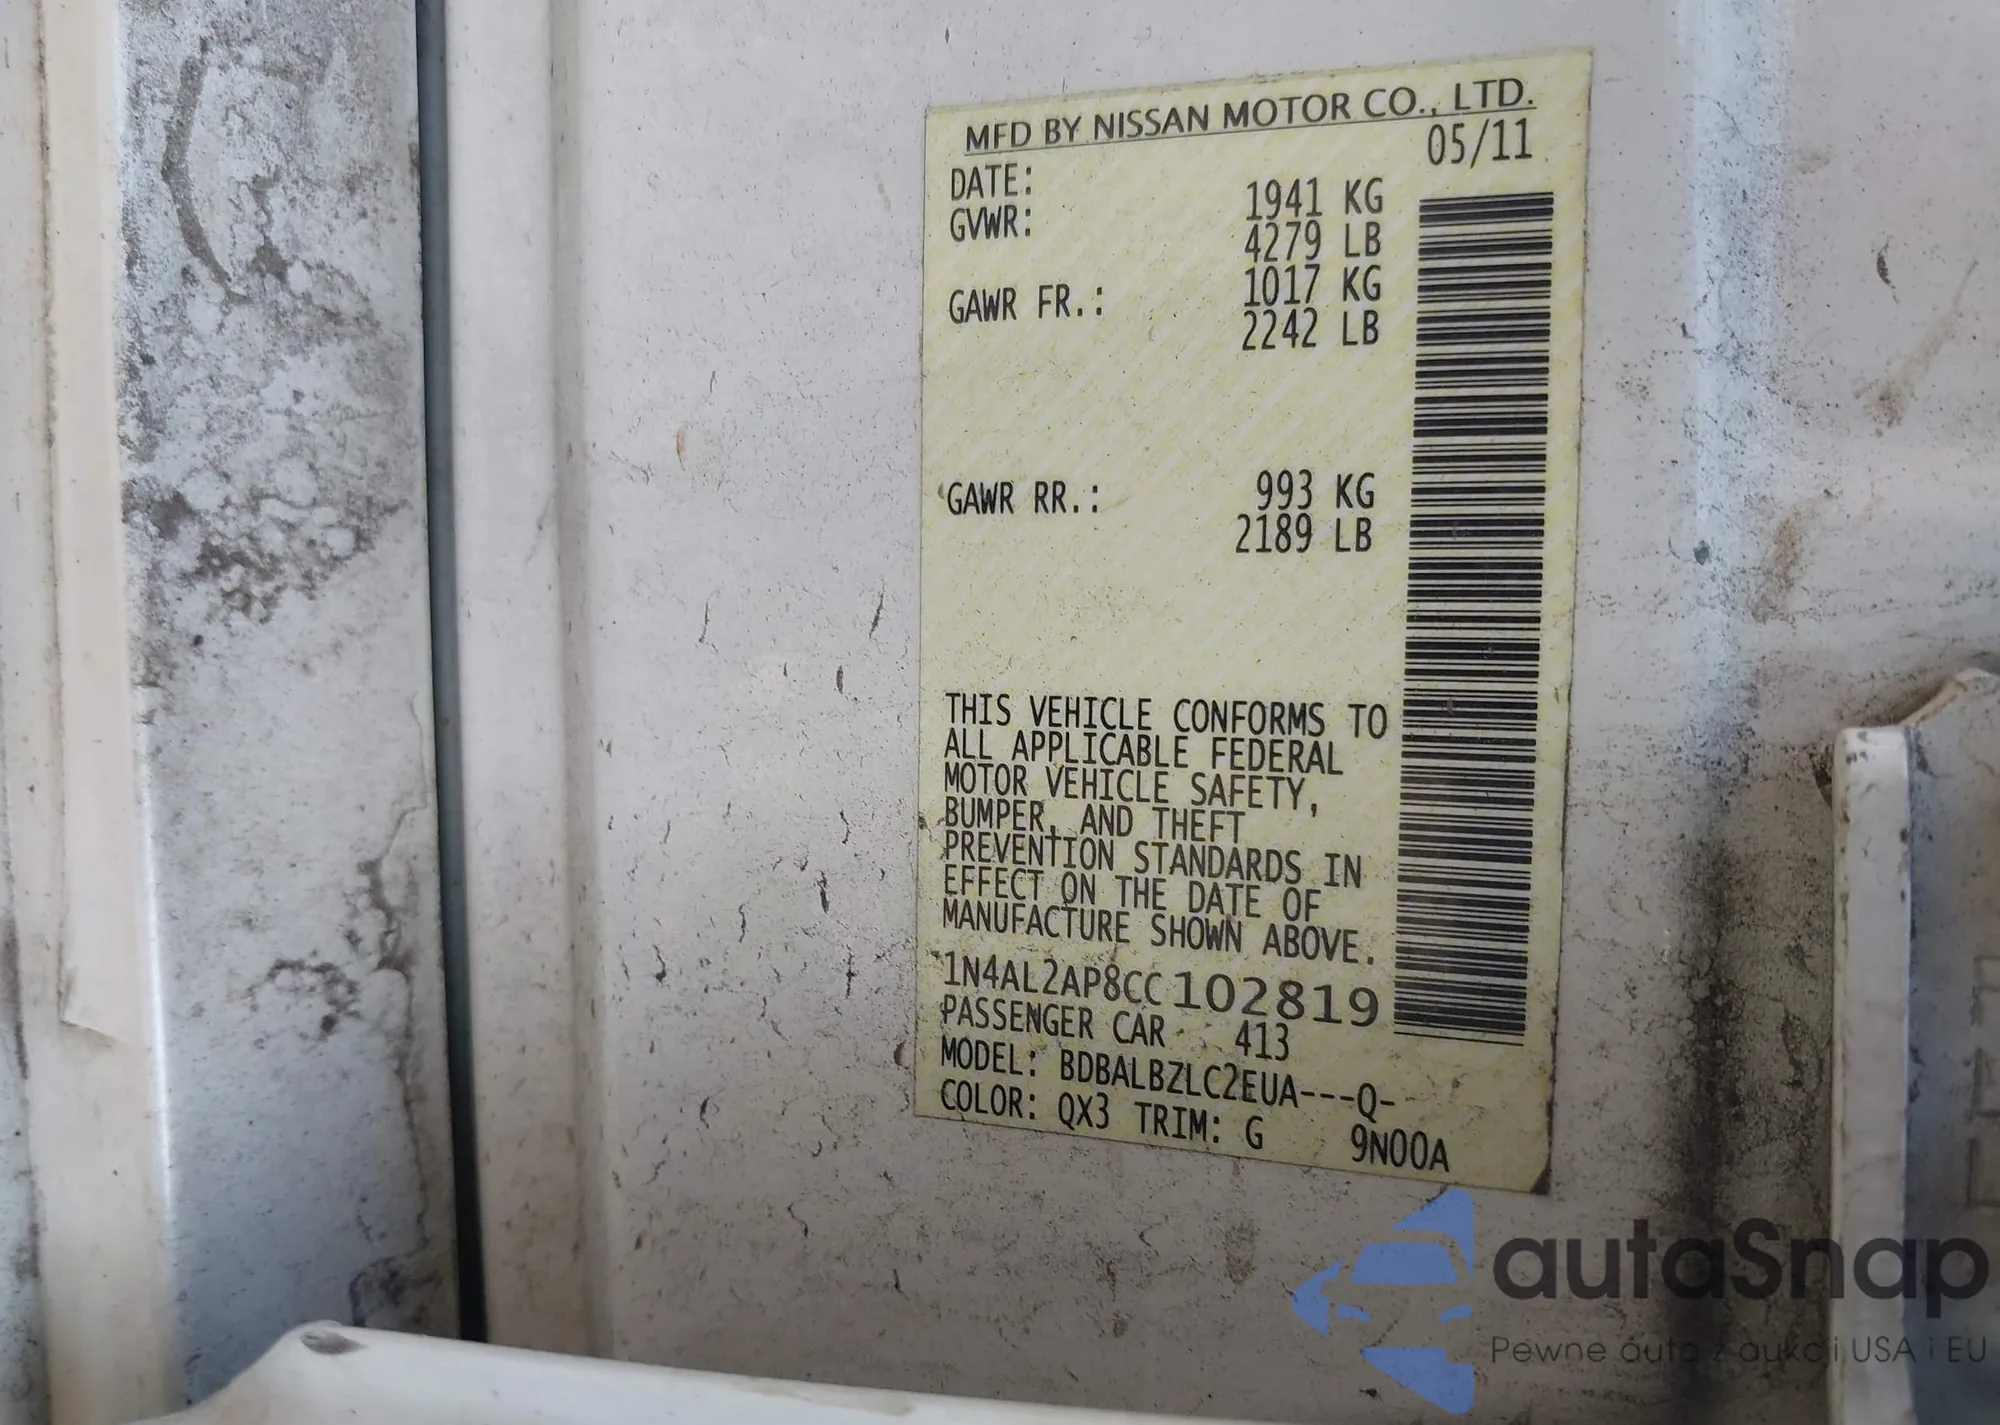 MFD BY NISSAN MOTOR CO., LTD.
DATE: 05/11
GVWR: 1941 KG
4279 LB
GAWR FR.: 1017 KG
2242 LB
GAWR RR.: 993 KG
2189 LB
THIS VEHICLE CONFORMS TO
ALL APPLICABLE FEDERAL
MOTOR VEHICLE SAFETY,
BUMPER, AND THEFT
PREVENTION STANDARDS IN
EFFECT ON THE DATE OF
MANUFACTURE SHOWN ABOVE.
1N4AL2AP8CC102819
PASSENGER CAR 413
MODEL: BDBALBZLC2EUA---Q-
COLOR: QX3 TRIM: G 9N00A
autaSnap
Pewne auta z aukcji USA i EU